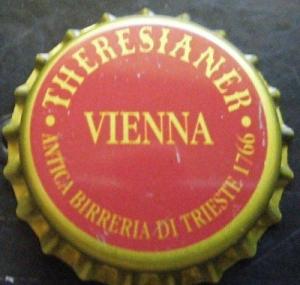 • THERESIANER •
VIENNA
ANTICA BIRRERIA DI TRIESTE 1766